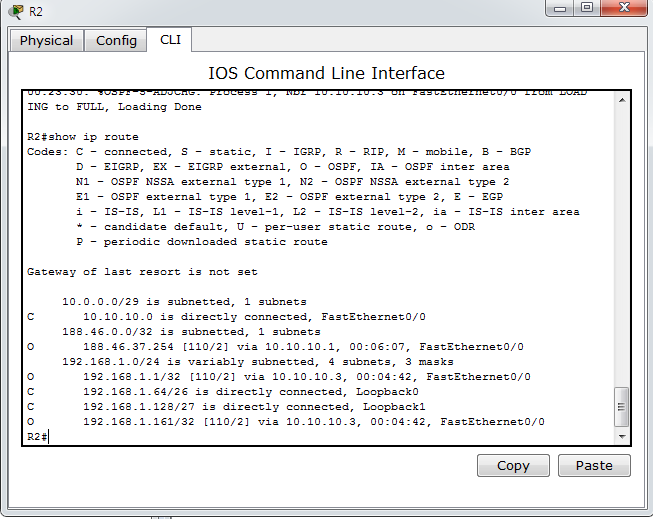 R2
Physical
Config
CLI
IOS Command Line Interface
00:23:30: %OSPF-5-ADJCHG: Process 1, Nbr 10.10.10.3 on FastEthernet0/0 from LOAD
ING to FULL, Loading Done
R2#show ip route
Codes: C - connected, S - static, I - IGRP, R - RIP, M - mobile, B - BGP
D - EIGRP, EX - EIGRP external, O - OSPF, IA - OSPF inter area
N1 - OSPF NSSA external type 1, N2 - OSPF NSSA external type 2
E1 - OSPF external type 1, E2 - OSPF external type 2, E - EGP
i - IS-IS, L1 - IS-IS level-1, L2 - IS-IS level-2, ia - IS-IS inter area
* - candidate default, U - per-user static route, o - ODR
P - periodic downloaded static route
Gateway of last resort is not set
10.0.0.0/29 is subnetted, 1 subnets
C 10.10.10.0 is directly connected, FastEthernet0/0
188.46.0.0/32 is subnetted, 1 subnets
O 188.46.37.254 [110/2] via 10.10.10.1, 00:06:07, FastEthernet0/0
192.168.1.0/24 is variably subnetted, 4 subnets, 3 masks
O 192.168.1.1/32 [110/2] via 10.10.10.3, 00:04:42, FastEthernet0/0
C 192.168.1.64/26 is directly connected, Loopback0
C 192.168.1.128/27 is directly connected, Loopback1
O 192.168.1.161/32 [110/2] via 10.10.10.3, 00:04:42, FastEthernet0/0
R2#
Copy
Paste